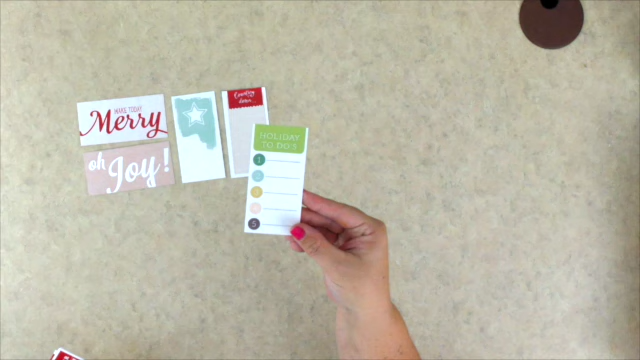 MAKE TODAY
Merry
oh Joy!
Counting
down...
HOLIDAY
TO DO'S
1
2
3
4
5